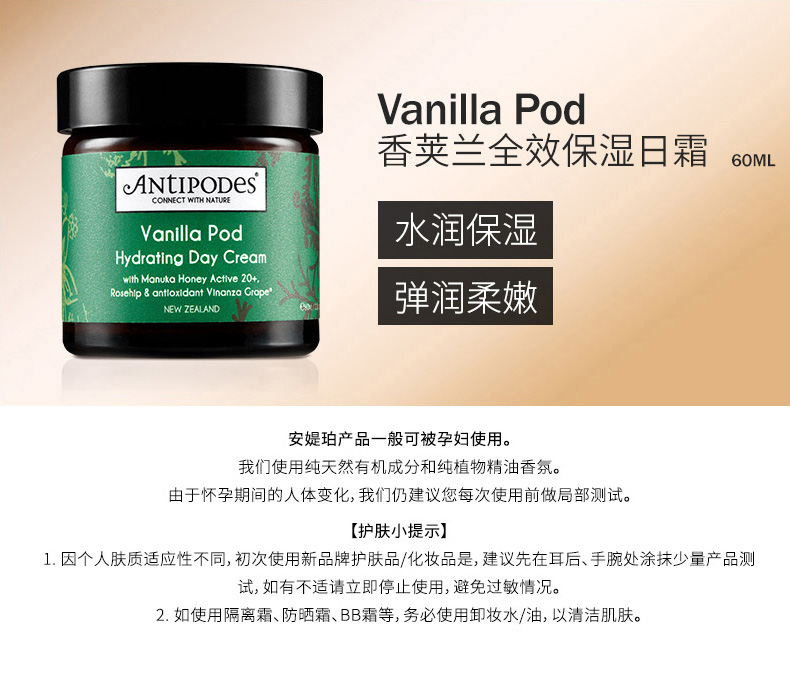 Vanilla Pod
香荚兰全效保湿日霜 60ML
水润保湿
弹润柔嫩
ANTIPODES®
CONNECT WITH NATURE
Vanilla Pod
Hydrating Day Cream
with Manuka Honey Active 20+,
Rosehip & antioxidant Vinanza Grape®
NEW ZEALAND
安媞珀产品一般可被孕妇使用。
我们使用纯天然有机成分和纯植物精油香氛。
由于怀孕期间的人体变化,我们仍建议您每次使用前做局部测试。
【护肤小提示】
1. 因个人肤质适应性不同,初次使用新品牌护肤品/化妆品是,建议先在耳后、手腕处涂抹少量产品测
试,如有不适请立即停止使用,避免过敏情况。
2. 如使用隔离霜、防晒霜、BB霜等,务必使用卸妆水/油,以清洁肌肤。